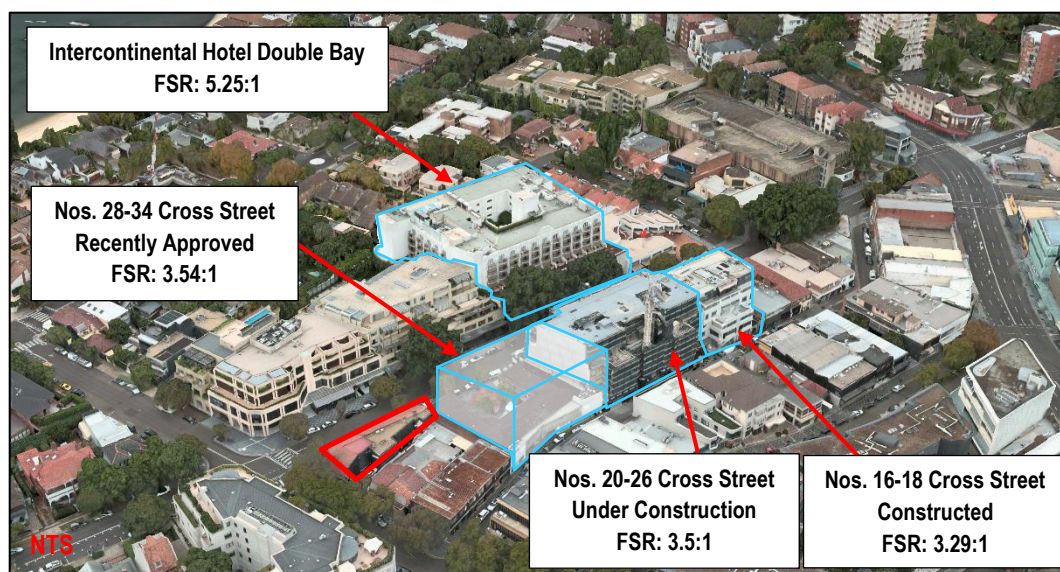 Intercontinental Hotel Double Bay
FSR: 5.25:1
Nos. 28-34 Cross Street
Recently Approved
FSR: 3.54:1
Nos. 20-26 Cross Street
Under Construction
FSR: 3.5:1
Nos. 16-18 Cross Street
Constructed
FSR: 3.29:1
NTS